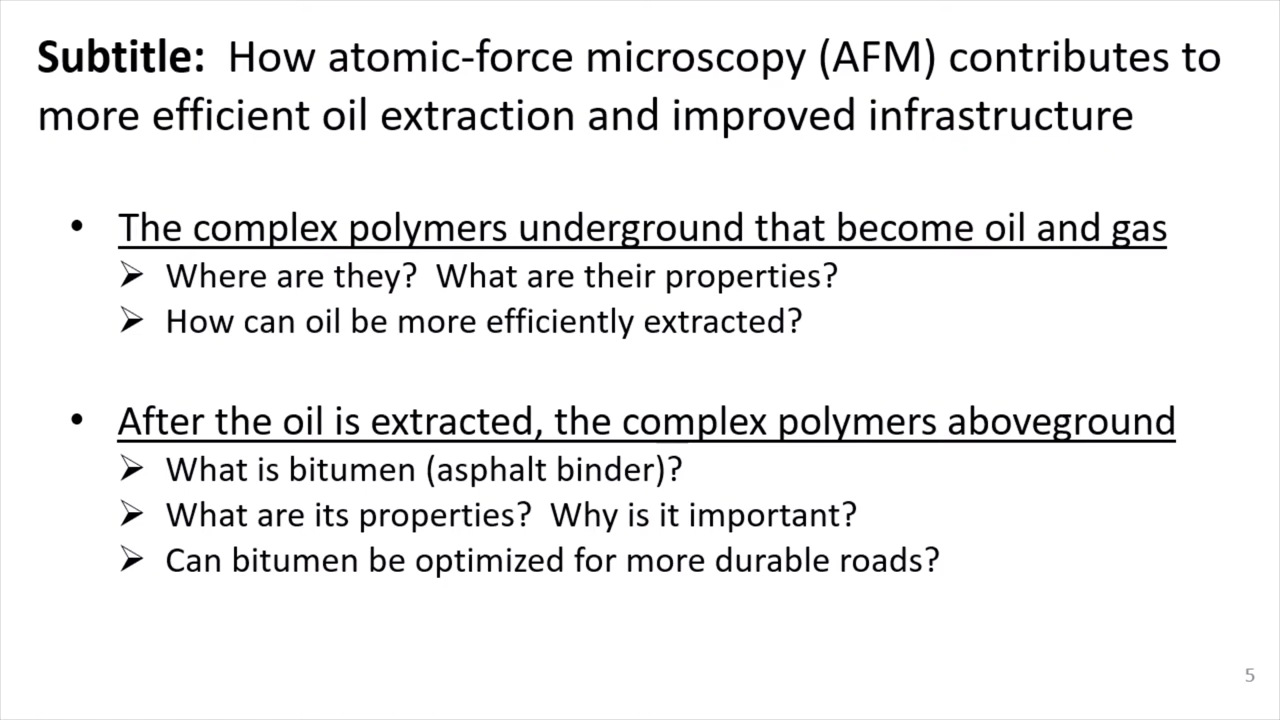 Subtitle: How atomic-force microscopy (AFM) contributes to
more efficient oil extraction and improved infrastructure
• The complex polymers underground that become oil and gas
➢ Where are they? What are their properties?
➢ How can oil be more efficiently extracted?
• After the oil is extracted, the complex polymers aboveground
➢ What is bitumen (asphalt binder)?
➢ What are its properties? Why is it important?
➢ Can bitumen be optimized for more durable roads?
5